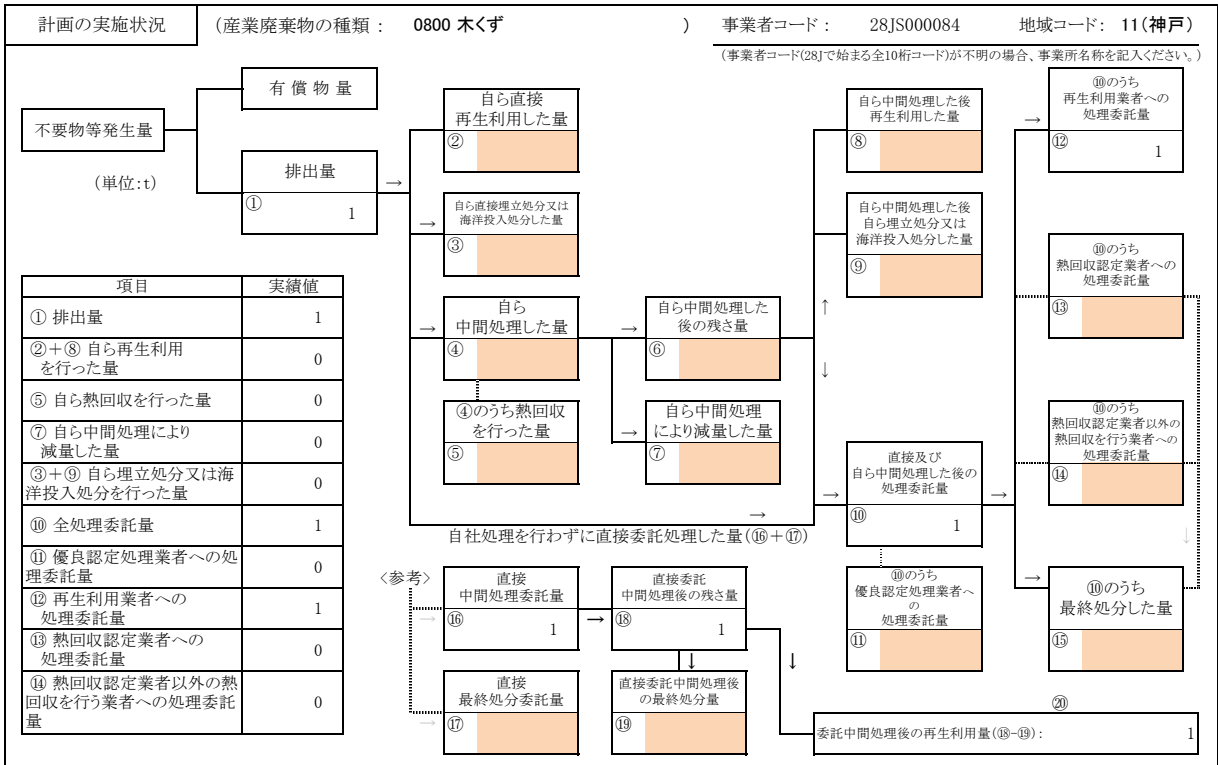 計画の実施状況
(産業廃棄物の種類： 0800 木くず )
事業者コード： 28JS000084
地域コード： 11(神戸)
(事業者コード(28Jで始まる全10桁コード)が不明の場合、事業所名称を記入ください。)
不要物等発生量
(単位:t)
有償物量
排出量
①
1
→
自ら直接
再生利用した量
②
→
自ら直接埋立処分又は
海洋投入処分した量
③
→
自ら
中間処理した量
④
④のうち熱回収
を行った量
⑤
→
自ら中間処理した
後の残さ量
⑥
→
自ら中間処理
により減量した量
⑦
自ら中間処理した後
再生利用した量
⑧
自ら中間処理した後
自ら埋立処分又は
海洋投入処分した量
⑨
↑
↓
→
直接及び
自ら中間処理した後の
処理委託量
⑩
1
→
⑩のうち
優良認定処理業者へ
の
処理委託量
⑪
→
⑩のうち
再生利用業者への
処理委託量
⑫
1
⑩のうち
熱回収認定業者への
処理委託量
⑬
⑩のうち
熱回収認定業者以外の
熱回収を行う業者への
処理委託量
⑭
↓
→
⑩のうち
最終処分した量
⑮
→
自社処理を行わずに直接委託処理した量(⑯＋⑰)
項目 実績値
① 排出量 1
②＋⑧ 自ら再生利用
を行った量 0
⑤ 自ら熱回収を行った量 0
⑦ 自ら中間処理により
減量した量 0
③＋⑨ 自ら埋立処分又は海
洋投入処分を行った量 0
⑩ 全処理委託量 1
⑪ 優良認定処理業者への処
理委託量 0
⑫ 再生利用業者への
処理委託量 1
⑬ 熱回収認定業者への
処理委託量 0
⑭ 熱回収認定業者以外の熱
回収を行う業者への処理委託
量 0
〈参考〉
→
直接
中間処理委託量
⑯
1
→
直接委託
中間処理後の残さ量
⑱
1
→
直接
最終処分委託量
⑰
↓
直接委託中間処理後
の最終処分量
⑲
↓
⑳
委託中間処理後の再生利用量(⑱-⑲)： 1